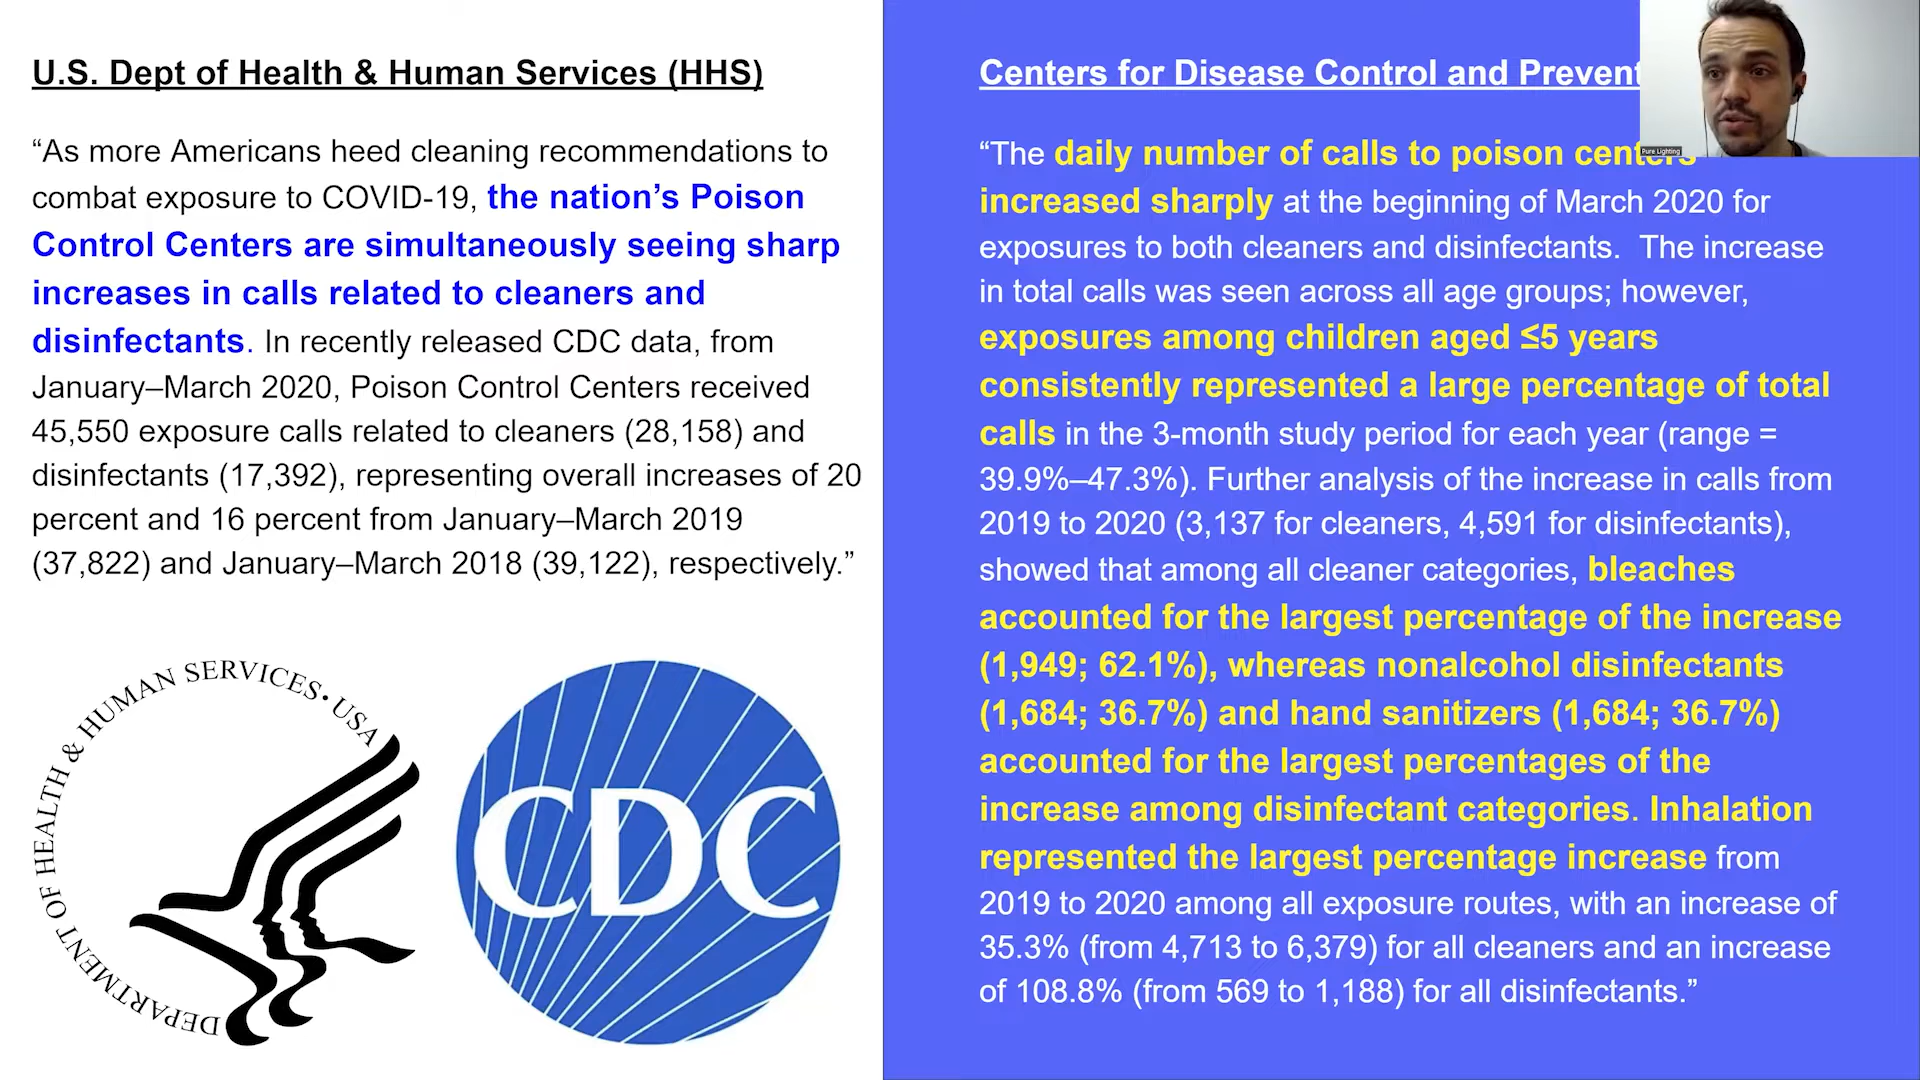 U.S. Dept of Health & Human Services (HHS)
“As more Americans heed cleaning recommendations to
combat exposure to COVID-19, the nation’s Poison
Control Centers are simultaneously seeing sharp
increases in calls related to cleaners and
disinfectants. In recently released CDC data, from
January–March 2020, Poison Control Centers received
45,550 exposure calls related to cleaners (28,158) and
disinfectants (17,392), representing overall increases of 20
percent and 16 percent from January–March 2019
(37,822) and January–March 2018 (39,122), respectively.”
DEPARTMENT OF HEALTH & HUMAN SERVICES • USA
CDC
Centers for Disease Control and Prevent
“The daily number of calls to poison centers
increased sharply at the beginning of March 2020 for
exposures to both cleaners and disinfectants.  The increase
in total calls was seen across all age groups; however,
exposures among children aged ≤5 years
consistently represented a large percentage of total
calls in the 3-month study period for each year (range =
39.9%–47.3%). Further analysis of the increase in calls from
2019 to 2020 (3,137 for cleaners, 4,591 for disinfectants),
showed that among all cleaner categories, bleaches
accounted for the largest percentage of the increase
(1,949; 62.1%), whereas nonalcohol disinfectants
(1,684; 36.7%) and hand sanitizers (1,684; 36.7%)
accounted for the largest percentages of the
increase among disinfectant categories. Inhalation
represented the largest percentage increase from
2019 to 2020 among all exposure routes, with an increase of
35.3% (from 4,713 to 6,379) for all cleaners and an increase
of 108.8% (from 569 to 1,188) for all disinfectants.”
Pure Lighting